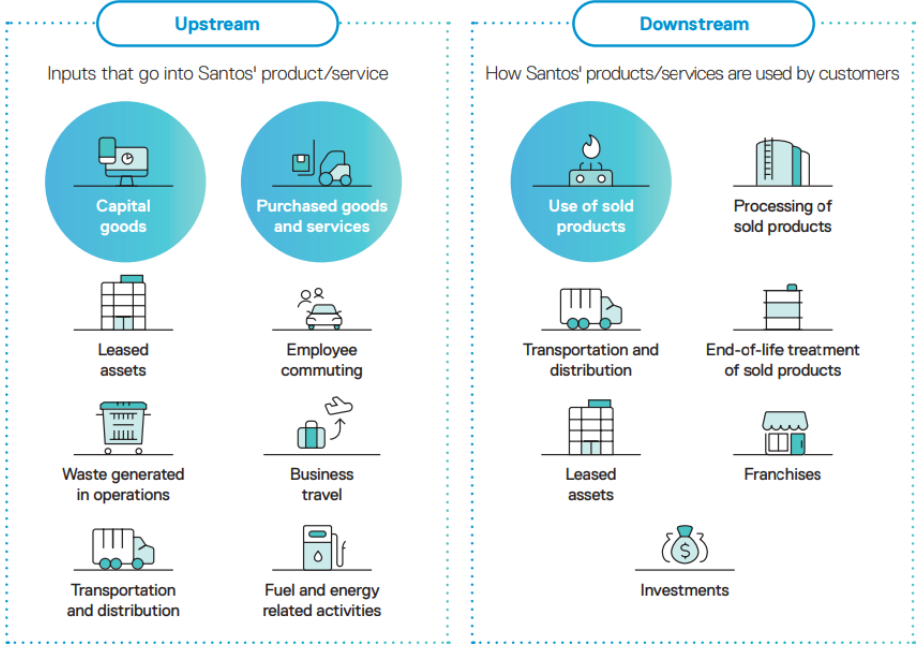 Upstream
Inputs that go into Santos' product/service
Capital
goods
Purchased goods
and services
Leased
assets
Employee
commuting
Waste generated
in operations
Business
travel
Transportation
and distribution
Fuel and energy
related activities
Downstream
How Santos' products/services are used by customers
Use of sold
products
Processing of
sold products
Transportation and
distribution
End-of-life treatment
of sold products
Leased
assets
Franchises
$
Investments